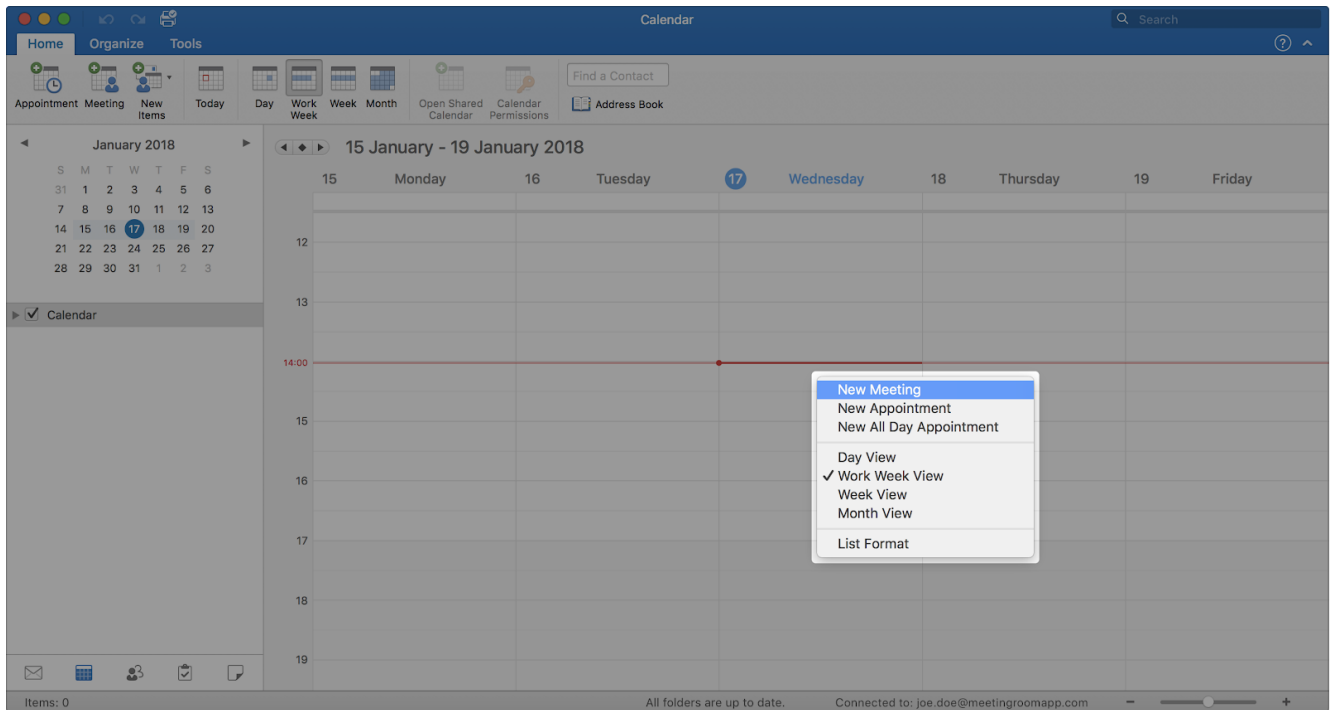 Calendar
Search
Home Organize Tools
?
Appointment Meeting New Items Today Day Work Week Week Month Open Shared Calendar Calendar Permissions
Find a Contact
Address Book
January 2018
S M T W T F S
31 1 2 3 4 5 6
7 8 9 10 11 12 13
14 15 16 17 18 19 20
21 22 23 24 25 26 27
28 29 30 31 1 2 3
Calendar
15 January - 19 January 2018
15 Monday 16 Tuesday 17 Wednesday 18 Thursday 19 Friday
12
13
14:00
15
16
17
18
19
New Meeting
New Appointment
New All Day Appointment
Day View
Work Week View
Week View
Month View
List Format
Items: 0
All folders are up to date.
Connected to: joe.doe@meetingroomapp.com